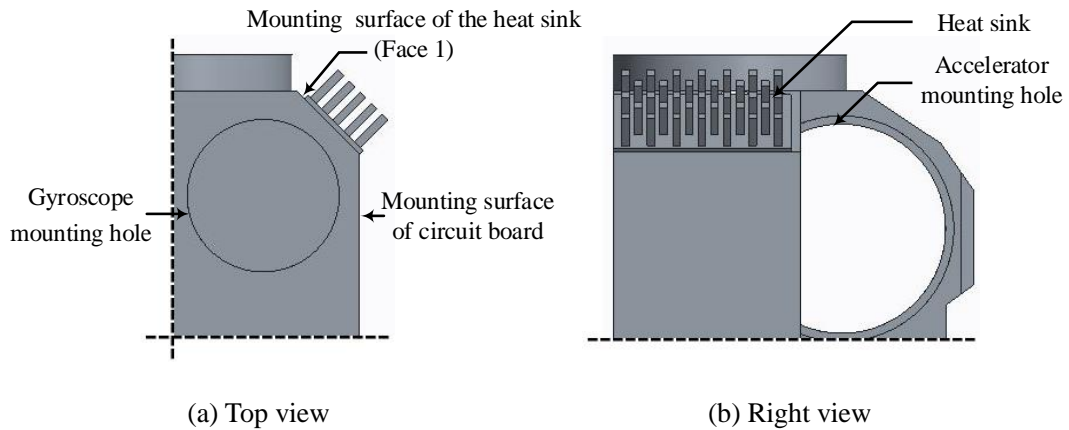 Mounting surface of the heat sink
(Face 1)
Gyroscope
mounting hole
Mounting surface
of circuit board
(a) Top view
Heat sink
Accelerator
mounting hole
(b) Right view